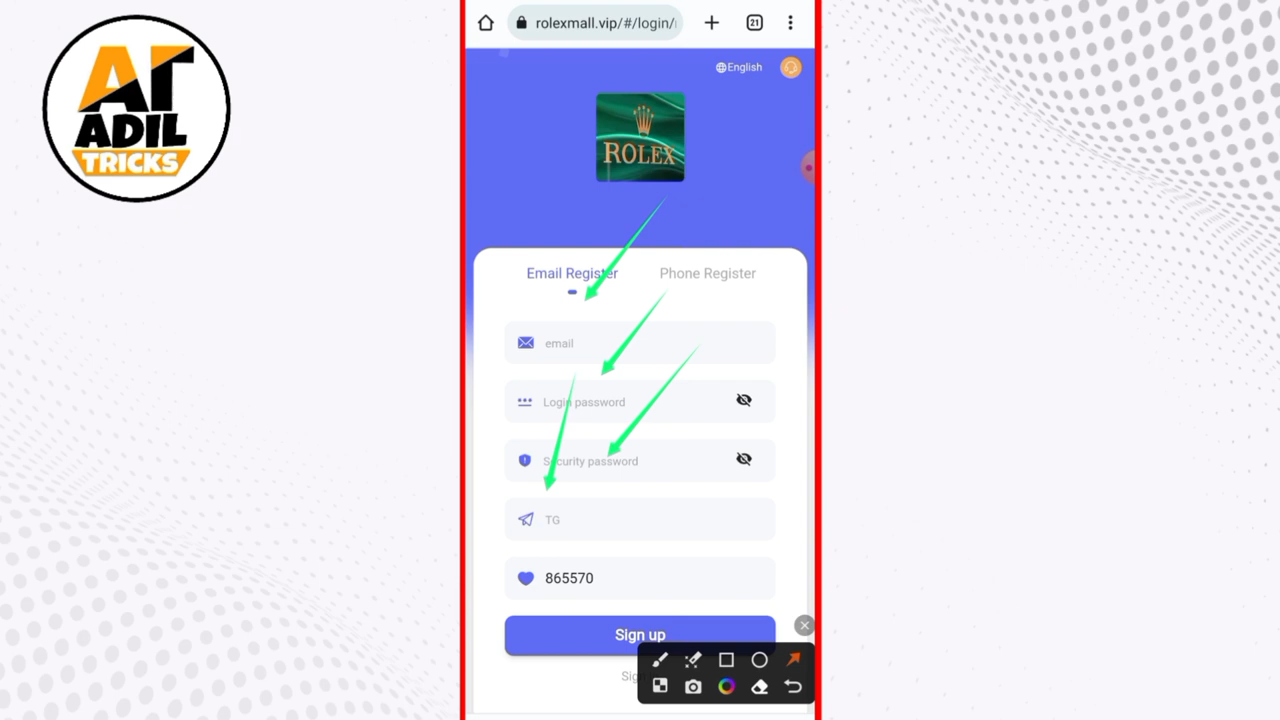 AT
ADIL
TRICKS
rolexmall.vip/#/login/
21
English
ROLEX
Email Register
Phone Register
email
Login password
Security password
TG
865570
Sign up
Sig